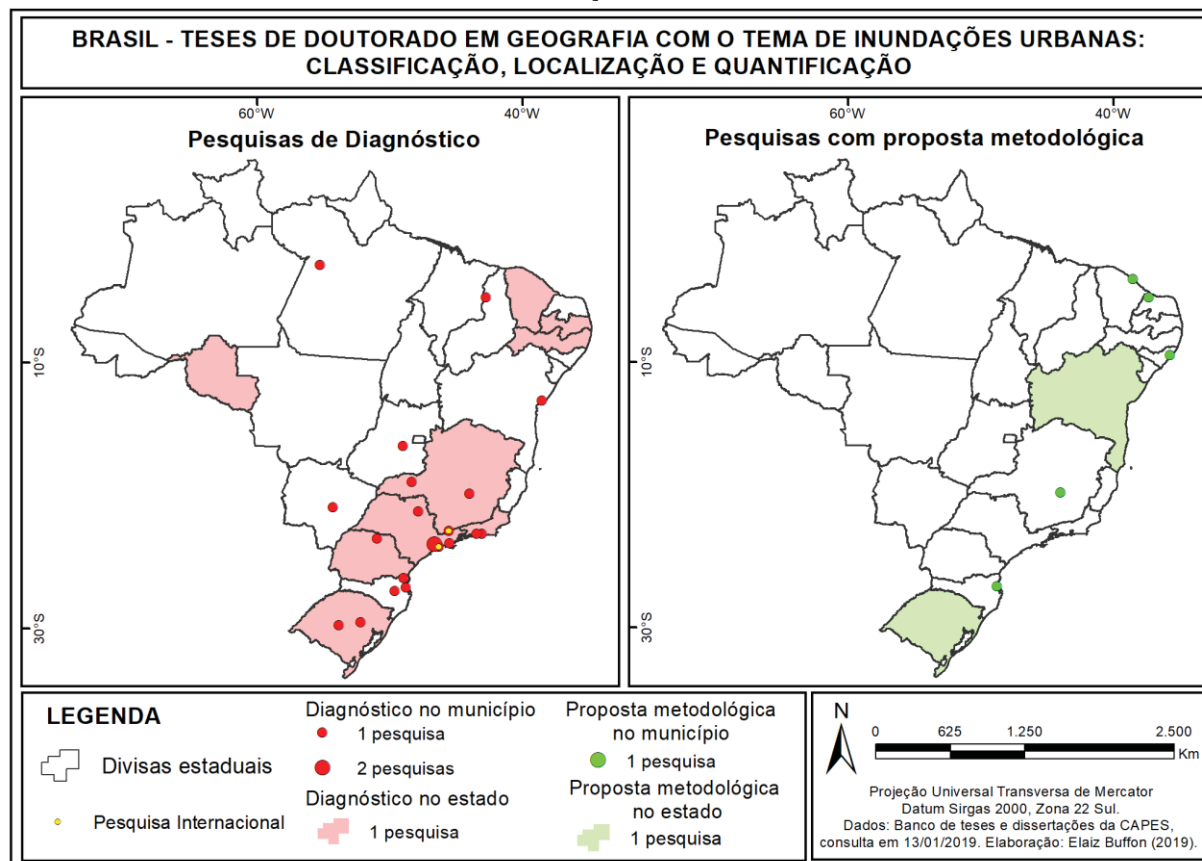 BRASIL - TESES DE DOUTORADO EM GEOGRAFIA COM O TEMA DE INUNDAÇÕES URBANAS:
CLASSIFICAÇÃO, LOCALIZAÇÃO E QUANTIFICAÇÃO
60°W
40°W
60°W
40°W
Pesquisas de Diagnóstico
Pesquisas com proposta metodológica
10°S
10°S
30°S
30°S
LEGENDA
Divisas estaduais
Pesquisa Internacional
Diagnóstico no município
1 pesquisa
2 pesquisas
Diagnóstico no estado
1 pesquisa
Proposta metodológica
no município
1 pesquisa
Proposta metodológica
no estado
1 pesquisa
N
0 625 1.250 2.500
Km
Projeção Universal Transversa de Mercator
Datum Sirgas 2000, Zona 22 Sul.
Dados: Banco de teses e dissertações da CAPES,
consulta em 13/01/2019. Elaboração: Elaiz Buffon (2019).